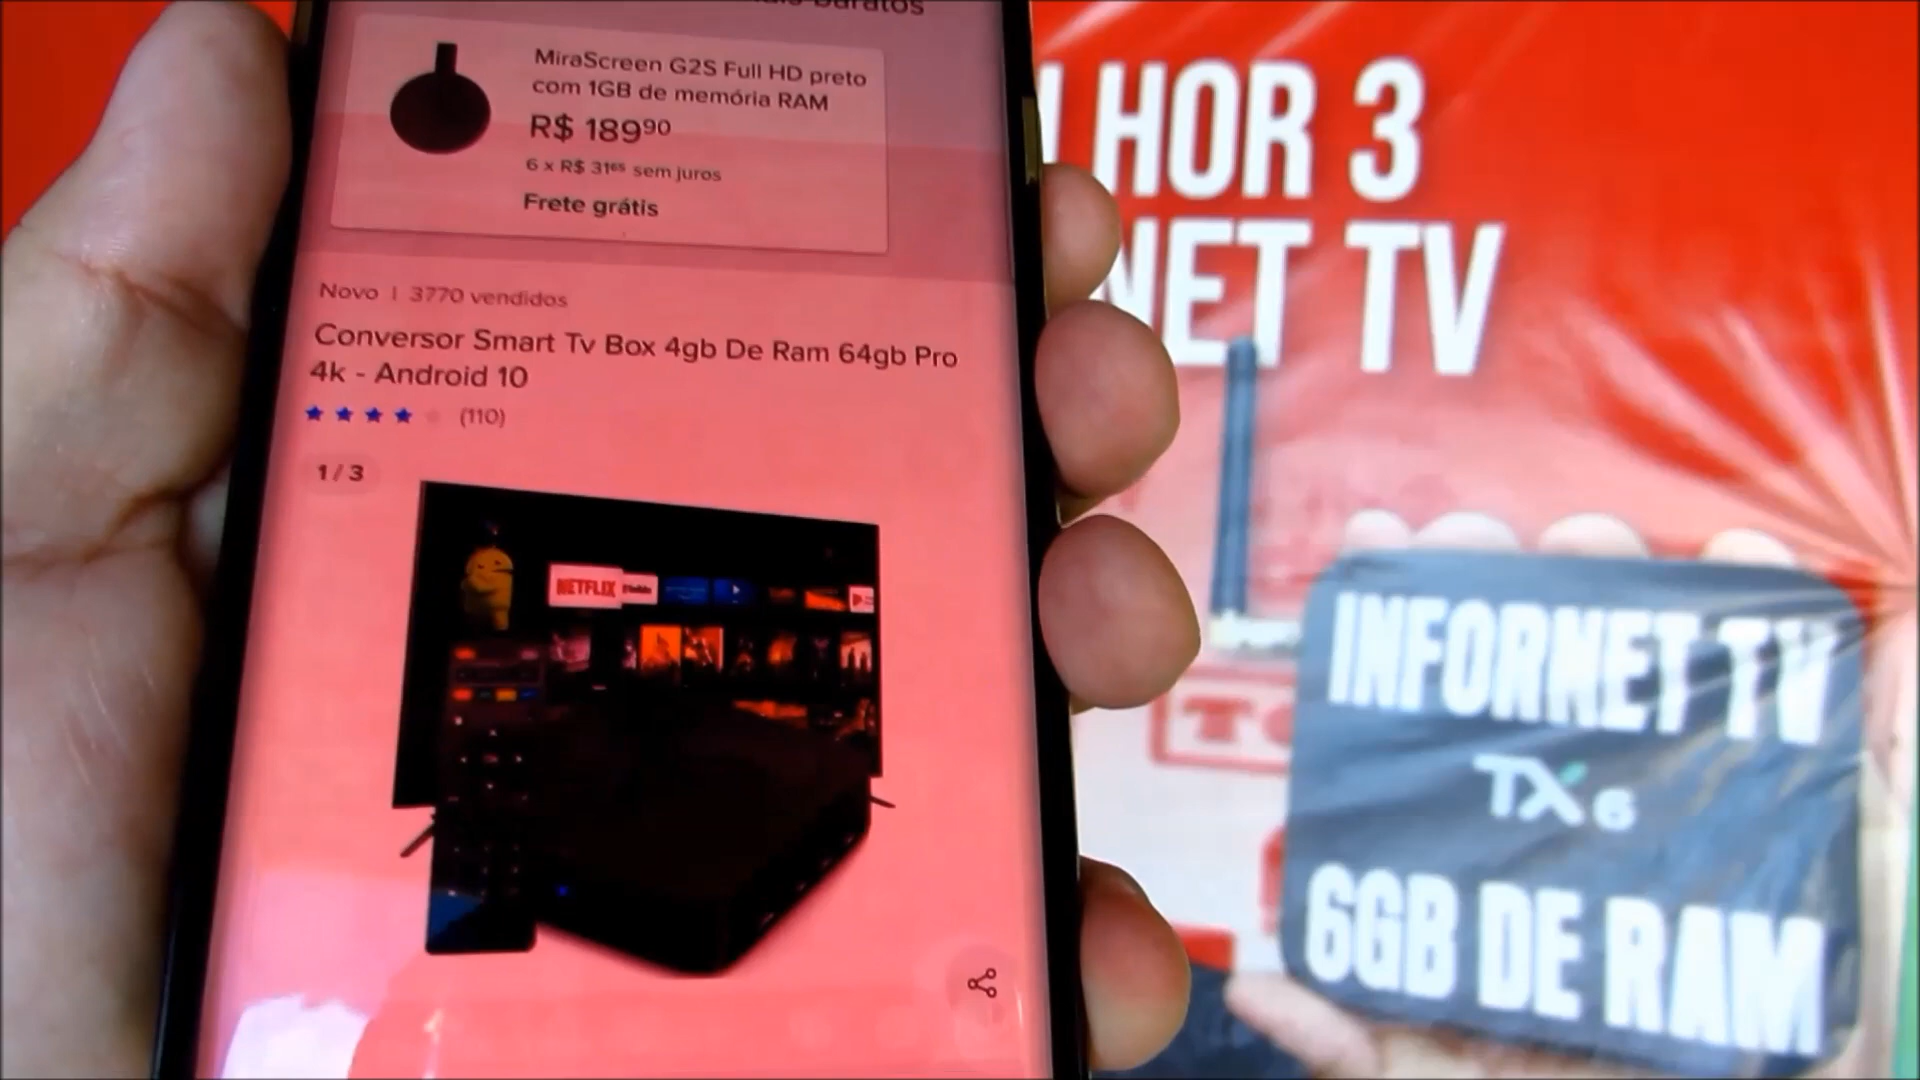 Baratos
MiraScreen G2S Full HD preto
com 1GB de memória RAM
R$ 189⁹⁰
6 x R$ 31⁶⁵ sem juros
Frete grátis
Novo | 3770 vendidos
Conversor Smart Tv Box 4gb De Ram 64gb Pro
4k - Android 10
(110)
1 / 3
NETFLIX
LHOR 3
NET TV
INFORNET TV
TX6
6GB DE RAM